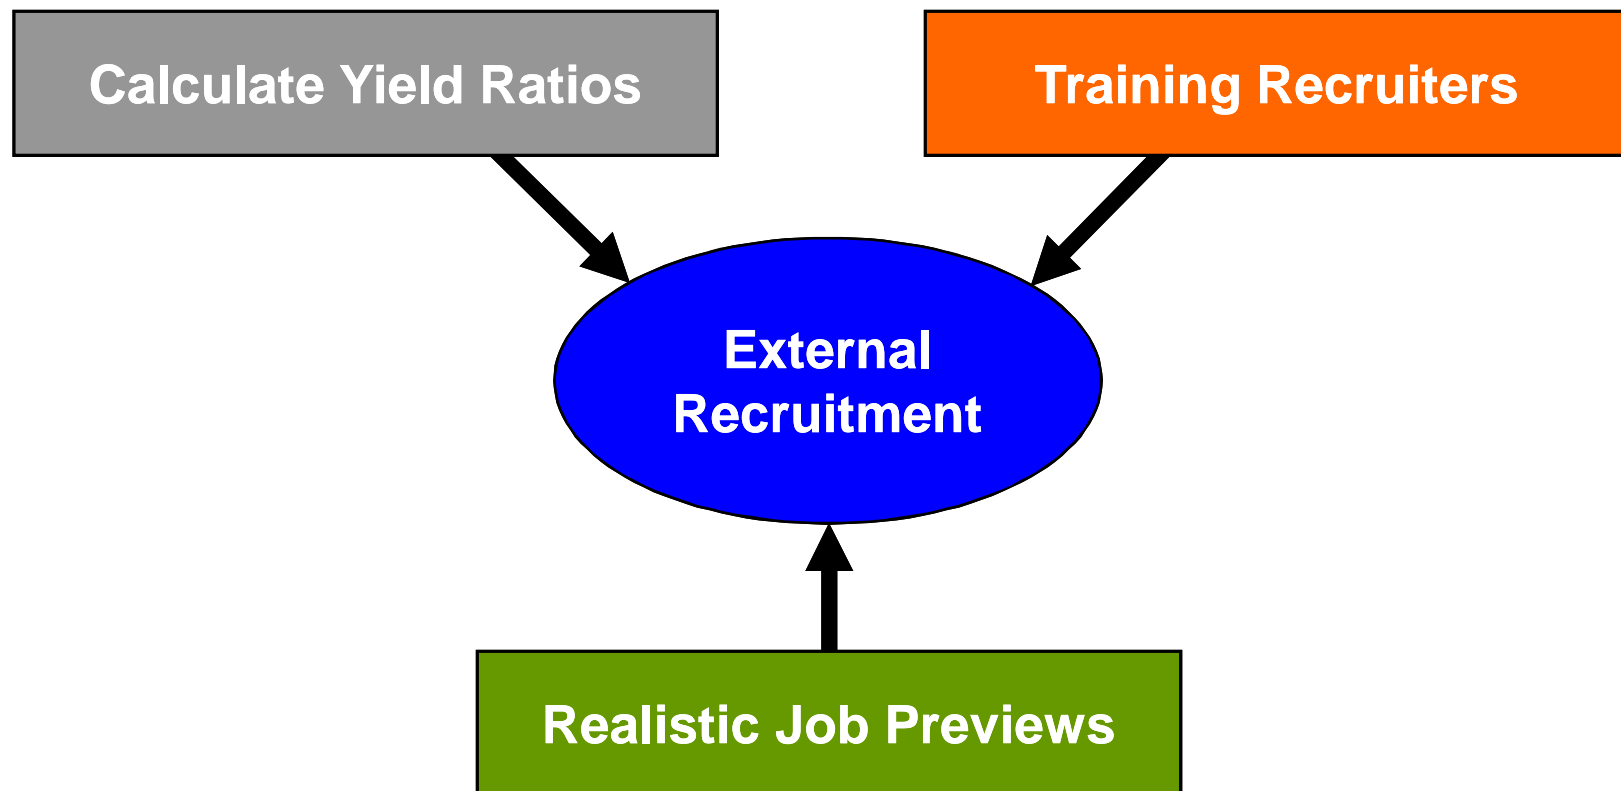 Calculate Yield Ratios
Training Recruiters
External
Recruitment
Realistic Job Previews